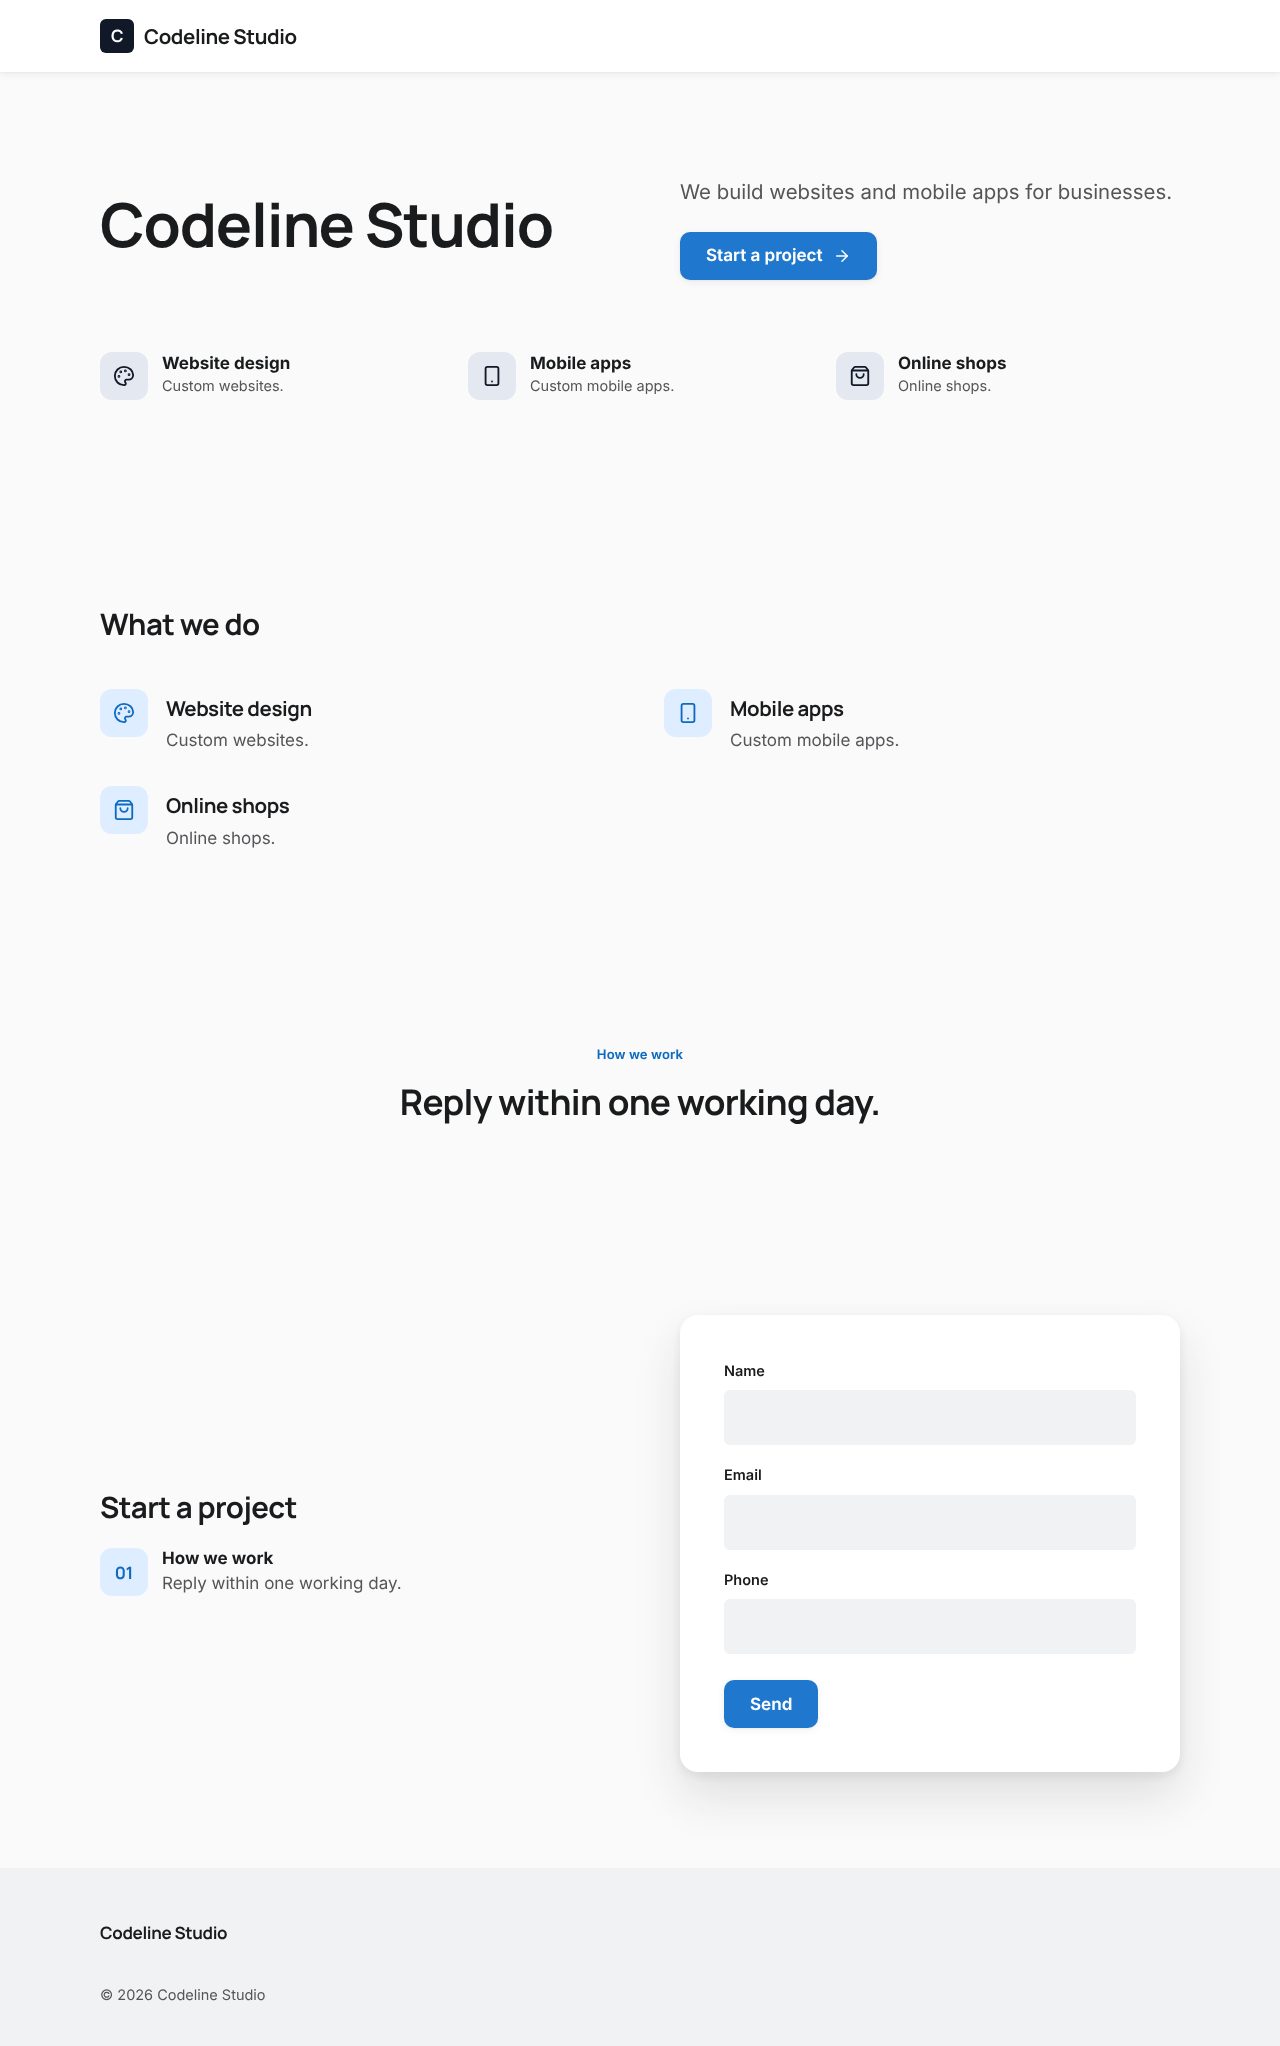 C
Codeline Studio
Codeline Studio
We build websites and mobile apps for businesses.
Start a project
Website design
Custom websites.
Mobile apps
Custom mobile apps.
Online shops
Online shops.
What we do
Website design
Custom websites.
Mobile apps
Custom mobile apps.
Online shops
Online shops.
How we work
Reply within one working day.
Start a project
01
How we work
Reply within one working day.
Name
Email
Phone
Send
Codeline Studio
© 2026 Codeline Studio